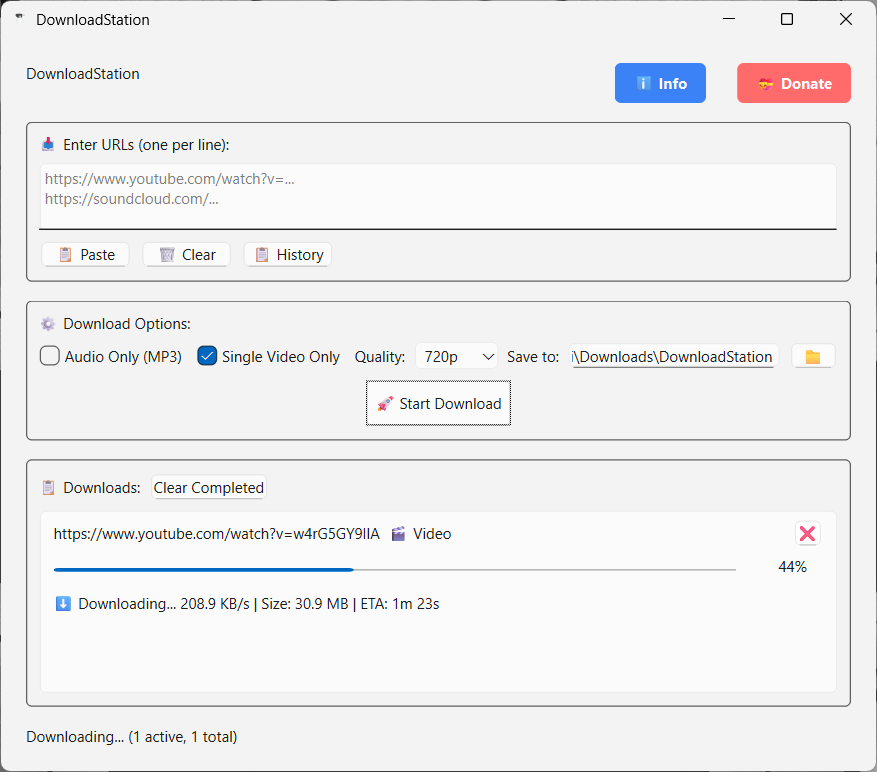 DownloadStation
DownloadStation
Info
Donate
Enter URLs (one per line):
https://www.youtube.com/watch?v=...
https://soundcloud.com/...
Paste
Clear
History
Download Options:
Audio Only (MP3)
Single Video Only
Quality:
720p
Save to:
i\Downloads\DownloadStation
Start Download
Downloads:
Clear Completed
https://www.youtube.com/watch?v=w4rG5GY9IIA
Video
44%
Downloading... 208.9 KB/s | Size: 30.9 MB | ETA: 1m 23s
Downloading... (1 active, 1 total)